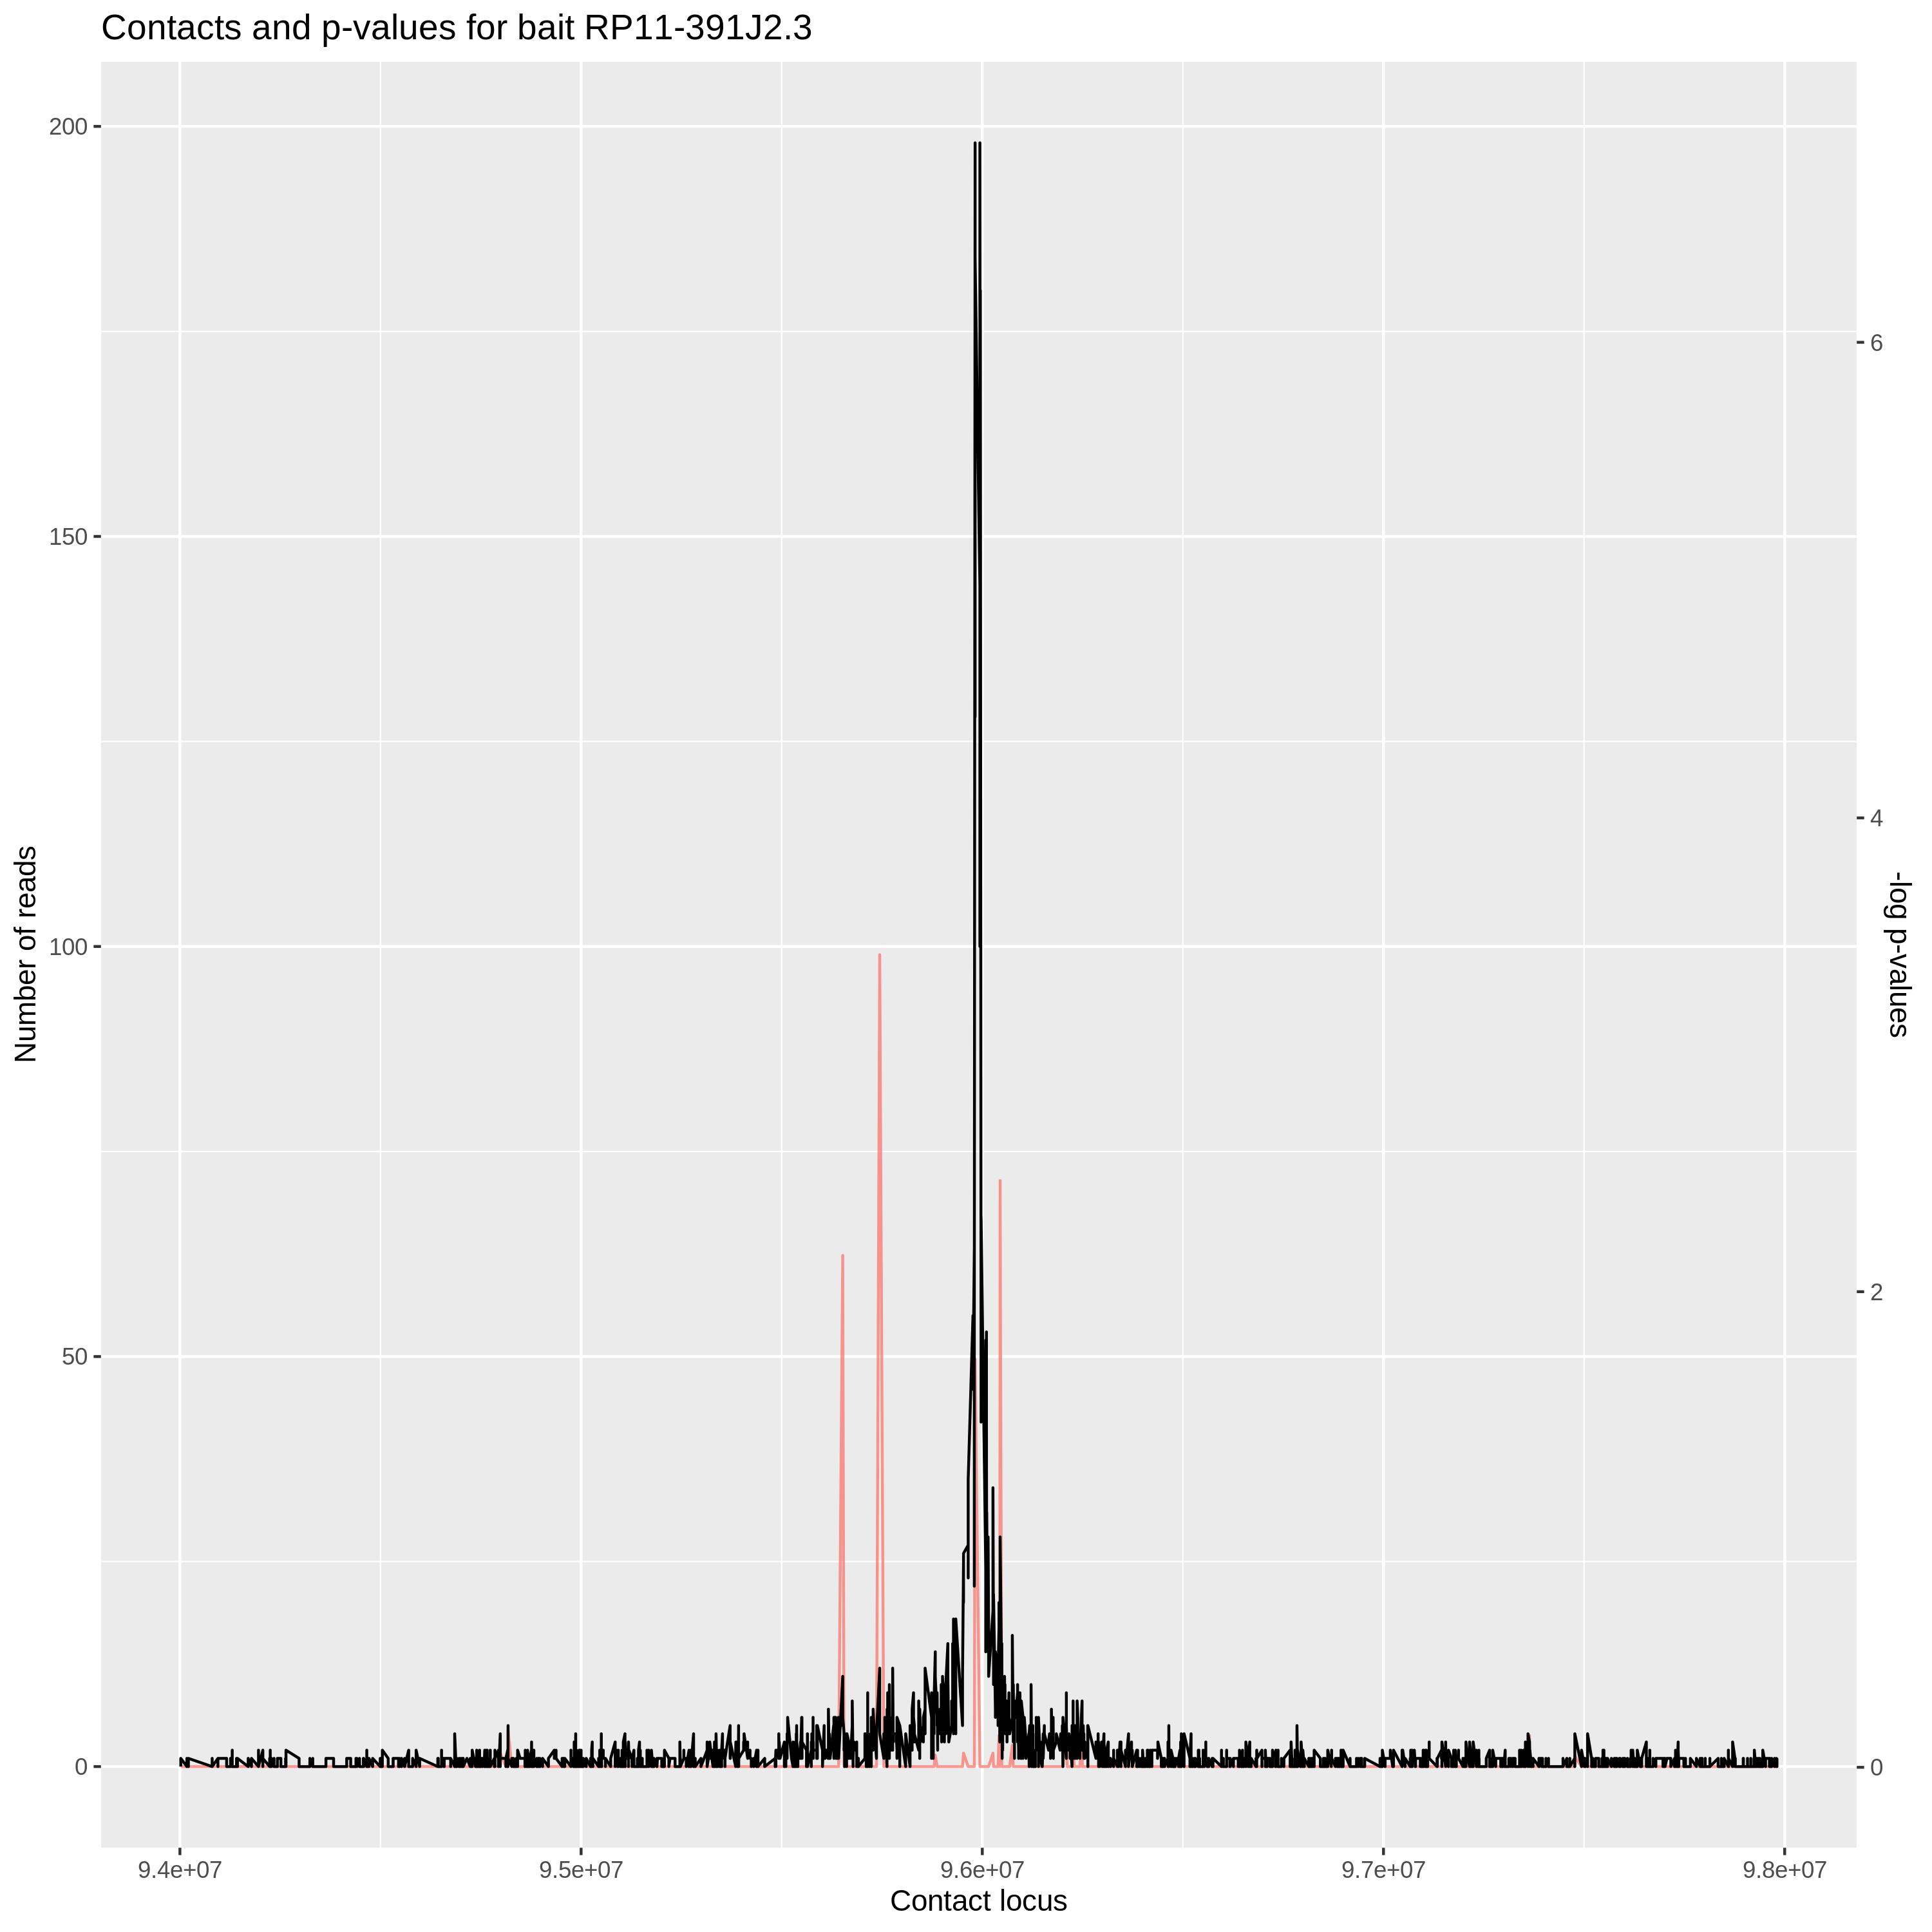 Contacts and p-values for bait RP11-391J2.3
200
150
100
50
0
Number of reads
6
4
2
0
-log p-values
9.4e+07
9.5e+07
9.6e+07
9.7e+07
9.8e+07
Contact locus